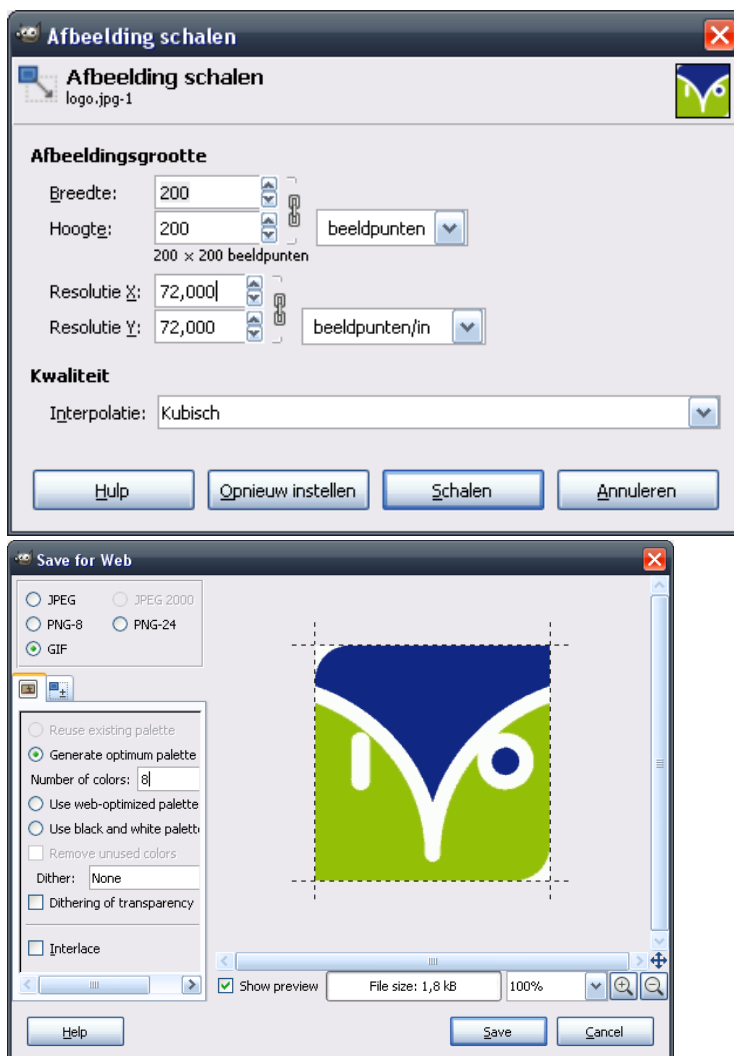 Afbeelding schalen
Afbeelding schalen
logo.jpg-1
Afbeeldingsgrootte
Breedte: 200
Hoogte: 200 beeldpunten
200 × 200 beeldpunten
Resolutie X: 72,000
Resolutie Y: 72,000 beeldpunten/in
Kwaliteit
Interpolatie: Kubisch
Hulp Opnieuw instellen Schalen Annuleren
Save for Web
JPEG JPEG 2000
PNG-8 PNG-24
GIF
Reuse existing palette
Generate optimum palette
Number of colors: 8
Use web-optimized palette
Use black and white palett
Remove unused colors
Dither: None
Dithering of transparency
Interlace
Show preview File size: 1,8 kB 100%
Help Save Cancel